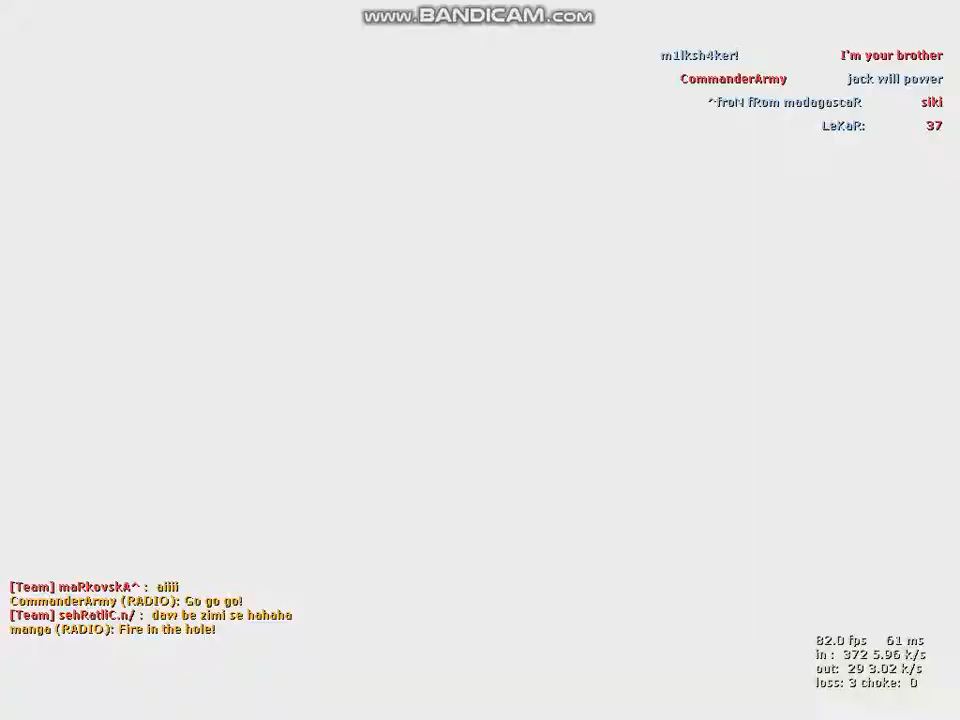 WWW.BANDICAM.COM
m1lksh4ker! I'm your brother
CommanderArmy jack will power
^froN fRom madagascaR siki
LeKaR: 37
[Team] maRkovskA^ : aiiii
CommanderArmy (RADIO): Go go go!
[Team] sehRatliC.n/ : daw be zimi se hahaha
manga (RADIO): Fire in the hole!
82.0 fps 61 ms
in : 372 5.96 k/s
out: 29 3.02 k/s
loss: 3 choke: 0